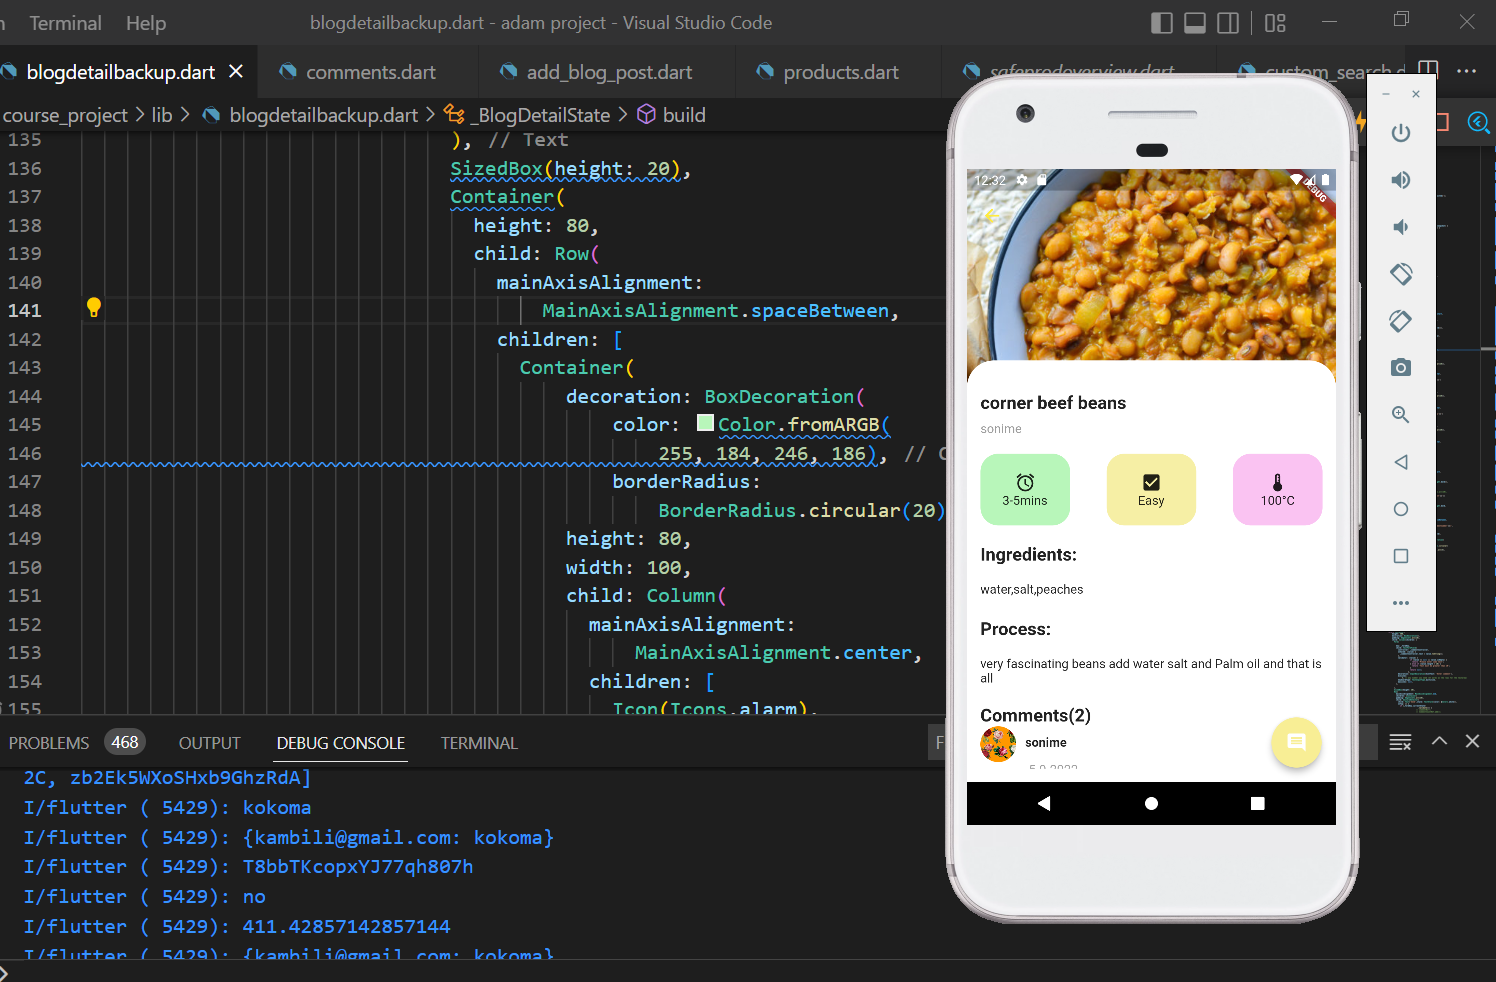 Terminal Help blogdetailbackup.dart - adam project - Visual Studio Code
blogdetailbackup.dart comments.dart add_blog_post.dart products.dart safeprodoverview.dart custom_search.d
course_project > lib > blogdetailbackup.dart > _BlogDetailState > build
135 ), // Text
136 SizedBox(height: 20),
137 Container(
138 height: 80,
139 child: Row(
140 mainAxisAlignment:
141 MainAxisAlignment.spaceBetween,
142 children: [
143 Container(
144 decoration: BoxDecoration(
145 color: Color.fromARGB(
146 255, 184, 246, 186), // C
147 borderRadius:
148 BorderRadius.circular(20)
149 height: 80,
150 width: 100,
151 child: Column(
152 mainAxisAlignment:
153 MainAxisAlignment.center,
154 children: [
155 Icon(Icons.alarm),
PROBLEMS 468 OUTPUT DEBUG CONSOLE TERMINAL F
2C, zb2Ek5WXoSHxb9GhzRdA]
I/flutter ( 5429): kokoma
I/flutter ( 5429): {kambili@gmail.com: kokoma}
I/flutter ( 5429): T8bbTKcopxYJ77qh807h
I/flutter ( 5429): no
I/flutter ( 5429): 411.42857142857144
I/flutter ( 5429): {kambili@gmail.com: kokoma}
12:32
DEBUG
corner beef beans
sonime
3-5mins Easy 100°C
Ingredients:
water,salt,peaches
Process:
very fascinating beans add water salt and Palm oil and that is
all
Comments(2)
sonime
5.9.2022